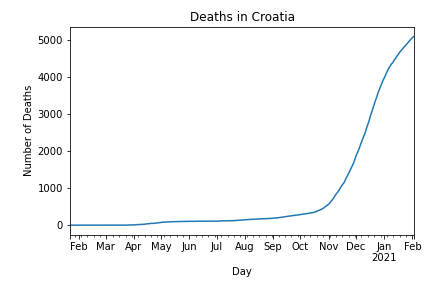 Deaths in Croatia
Number of Deaths
5000
4000
3000
2000
1000
0
Feb Mar Apr May Jun Jul Aug Sep Oct Nov Dec Jan Feb
2021
Day